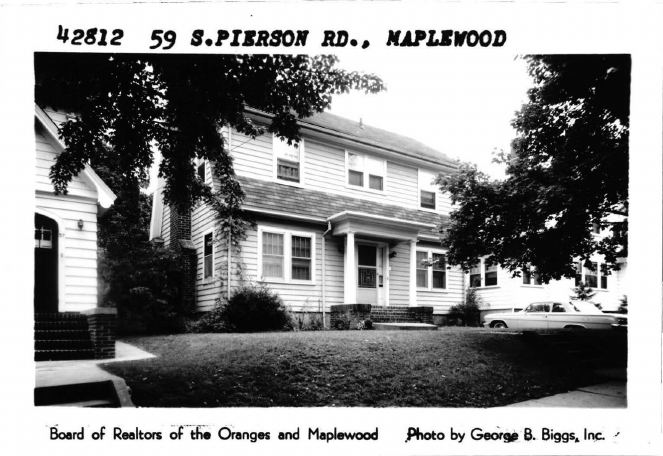 42812 59 S.PIERSON RD., MAPLEWOOD
Board of Realtors of the Oranges and Maplewood Photo by George B. Biggs, Inc.